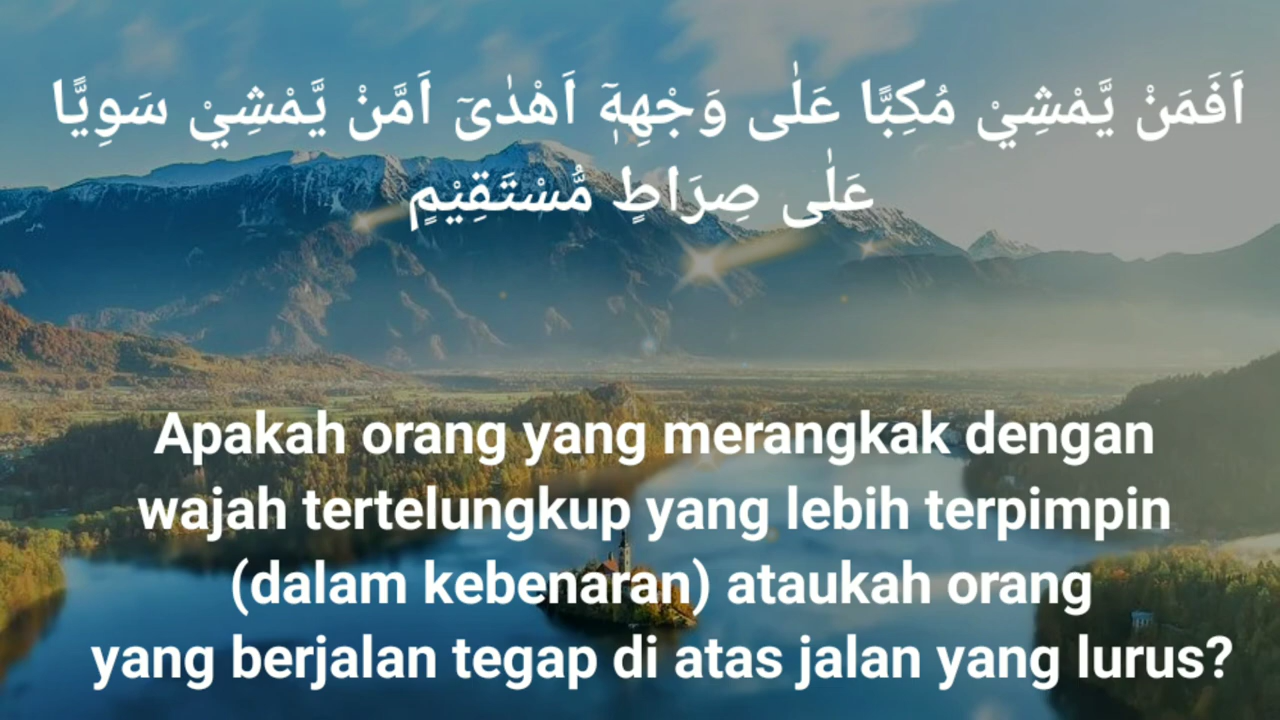 اَفَمَنْ يَّمْشِيْ مُكِبًّا عَلٰى وَجْهِهٖٓ اَهْدٰىٓ اَمَّنْ يَّمْشِيْ سَوِيًّا
عَلٰى صِرَاطٍ مُّسْتَقِيْمٍ
Apakah orang yang merangkak dengan
wajah tertelungkup yang lebih terpimpin
(dalam kebenaran) ataukah orang
yang berjalan tegap di atas jalan yang lurus?